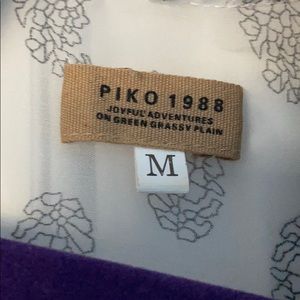 PIKO 1988
JOYFUL ADVENTURES
ON GREEN GRASSY PLAIN
M